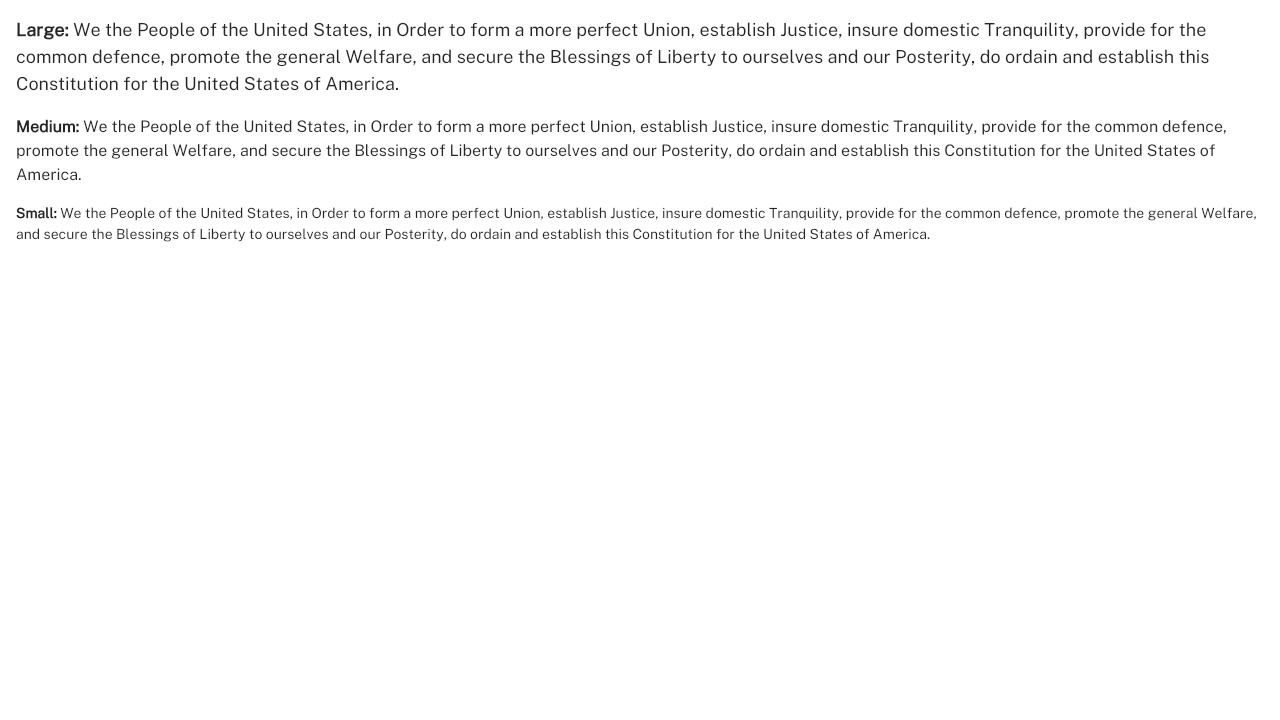 Large: We the People of the United States, in Order to form a more perfect Union, establish Justice, insure domestic Tranquility, provide for the
common defence, promote the general Welfare, and secure the Blessings of Liberty to ourselves and our Posterity, do ordain and establish this
Constitution for the United States of America.
Medium: We the People of the United States, in Order to form a more perfect Union, establish Justice, insure domestic Tranquility, provide for the common defence,
promote the general Welfare, and secure the Blessings of Liberty to ourselves and our Posterity, do ordain and establish this Constitution for the United States of
America.
Small: We the People of the United States, in Order to form a more perfect Union, establish Justice, insure domestic Tranquility, provide for the common defence, promote the general Welfare,
and secure the Blessings of Liberty to ourselves and our Posterity, do ordain and establish this Constitution for the United States of America.